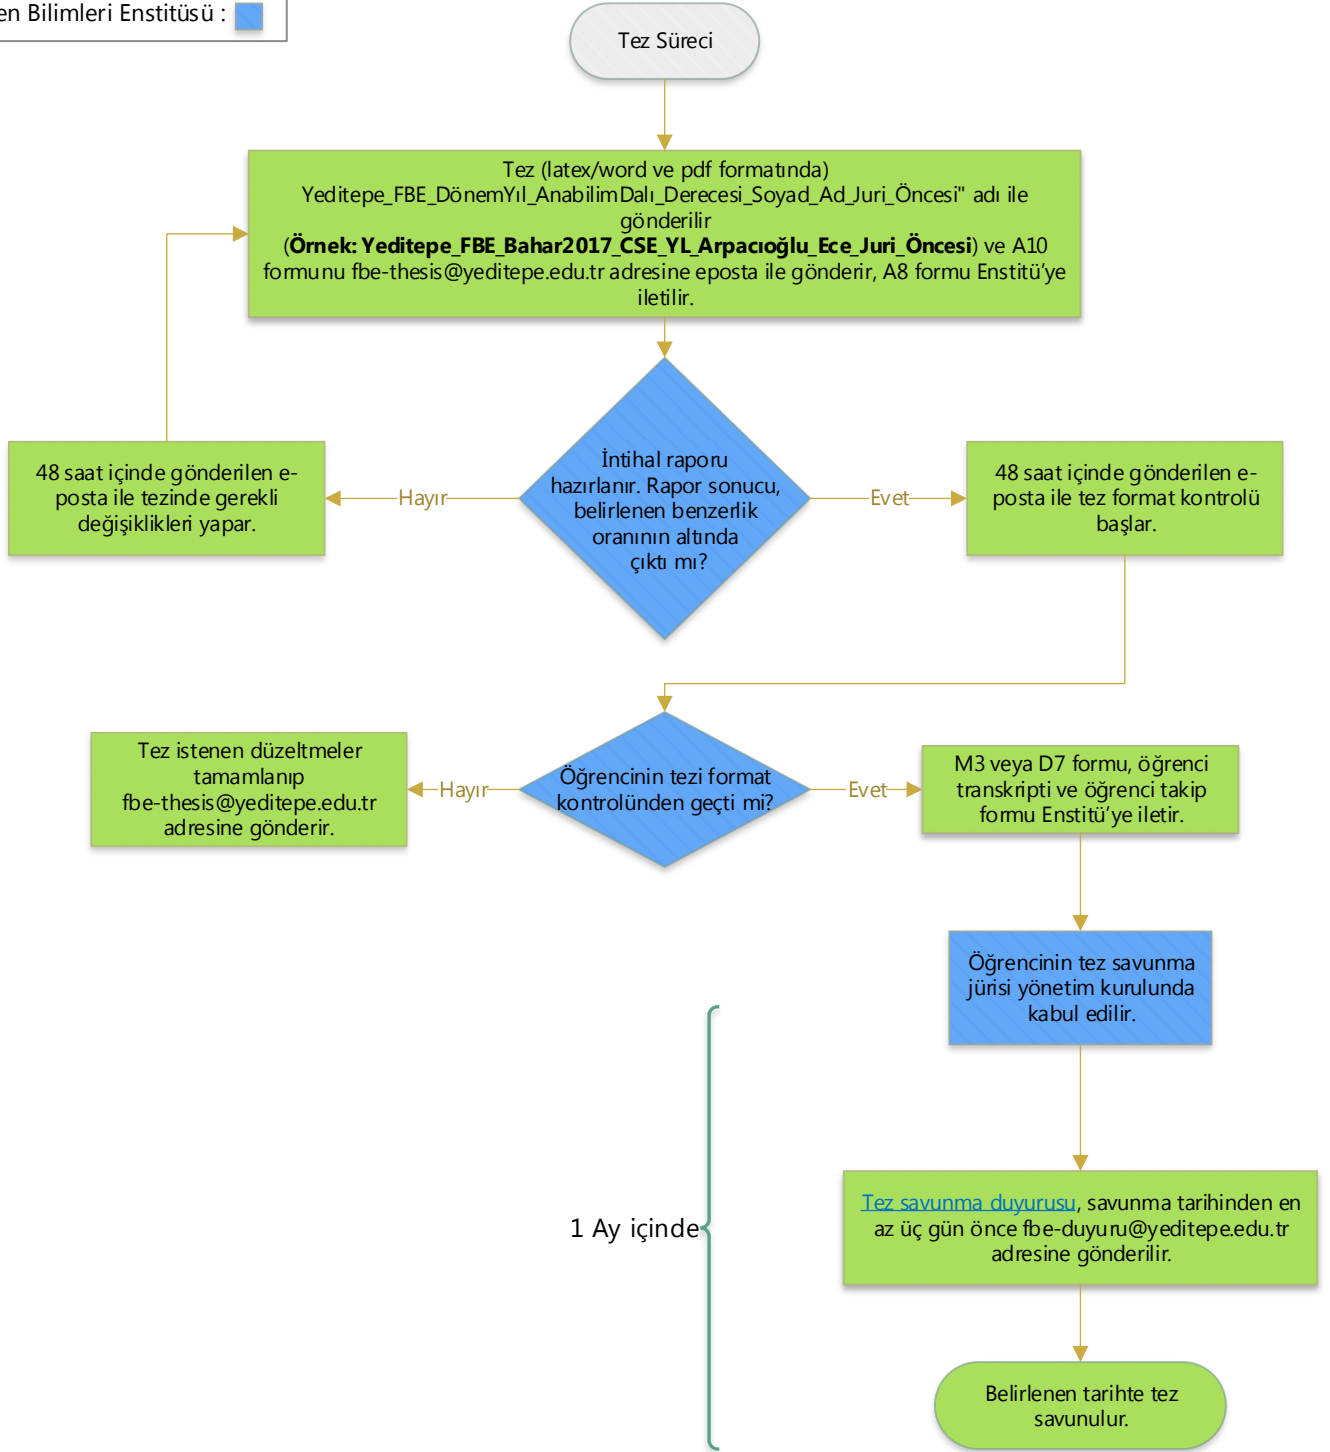 en Bilimleri Enstitüsü :
Tez Süreci
Tez (latex/word ve pdf formatında)
Yeditepe_FBE_DönemYıl_AnabilimDalı_Derecesi_Soyad_Ad_Juri_Öncesi" adı ile
gönderilir
(Örnek: Yeditepe_FBE_Bahar2017_CSE_YL_Arpacıoğlu_Ece_Juri_Öncesi) ve A10
formunu fbe-thesis@yeditepe.edu.tr adresine eposta ile gönderir, A8 formu Enstitü’ye
iletilir.
48 saat içinde gönderilen e-
posta ile tezinde gerekli
değişiklikleri yapar.
Hayır
İntihal raporu
hazırlanır. Rapor sonucu,
belirlenen benzerlik
oranının altında
çıktı mı?
Evet
48 saat içinde gönderilen e-
posta ile tez format kontrolü
başlar.
Tez istenen düzeltmeler
tamamlanıp
fbe-thesis@yeditepe.edu.tr
adresine gönderir.
Hayır
Öğrencinin tezi format
kontrolünden geçti mi?
Evet
M3 veya D7 formu, öğrenci
transkripti ve öğrenci takip
formu Enstitü’ye iletir.
Öğrencinin tez savunma
jürisi yönetim kurulunda
kabul edilir.
1 Ay içinde
Tez savunma duyurusu, savunma tarihinden en
az üç gün önce fbe-duyuru@yeditepe.edu.tr
adresine gönderilir.
Belirlenen tarihte tez
savunulur.